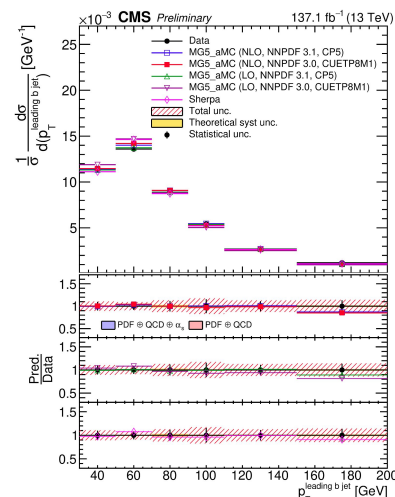 ×10⁻³ CMS Preliminary 137.1 fb⁻¹ (13 TeV)
1/σ dσ/d(p_T^{leading b jet}) [GeV⁻¹]
25
20
15
10
5
Data
MG5_aMC (NLO, NNPDF 3.1, CP5)
MG5_aMC (NLO, NNPDF 3.0, CUETP8M1)
MG5_aMC (LO, NNPDF 3.1, CP5)
MG5_aMC (LO, NNPDF 3.0, CUETP8M1)
Sherpa
Total unc.
Theoretical syst unc.
Statistical unc.
1.5
1
0.5
PDF ⊕ QCD ⊕ αs PDF ⊕ QCD
Pred.
Data
1.5
1
0.5
1.5
1
0.5
40 60 80 100 120 140 160 180 200
p_T^{leading b jet} [GeV]